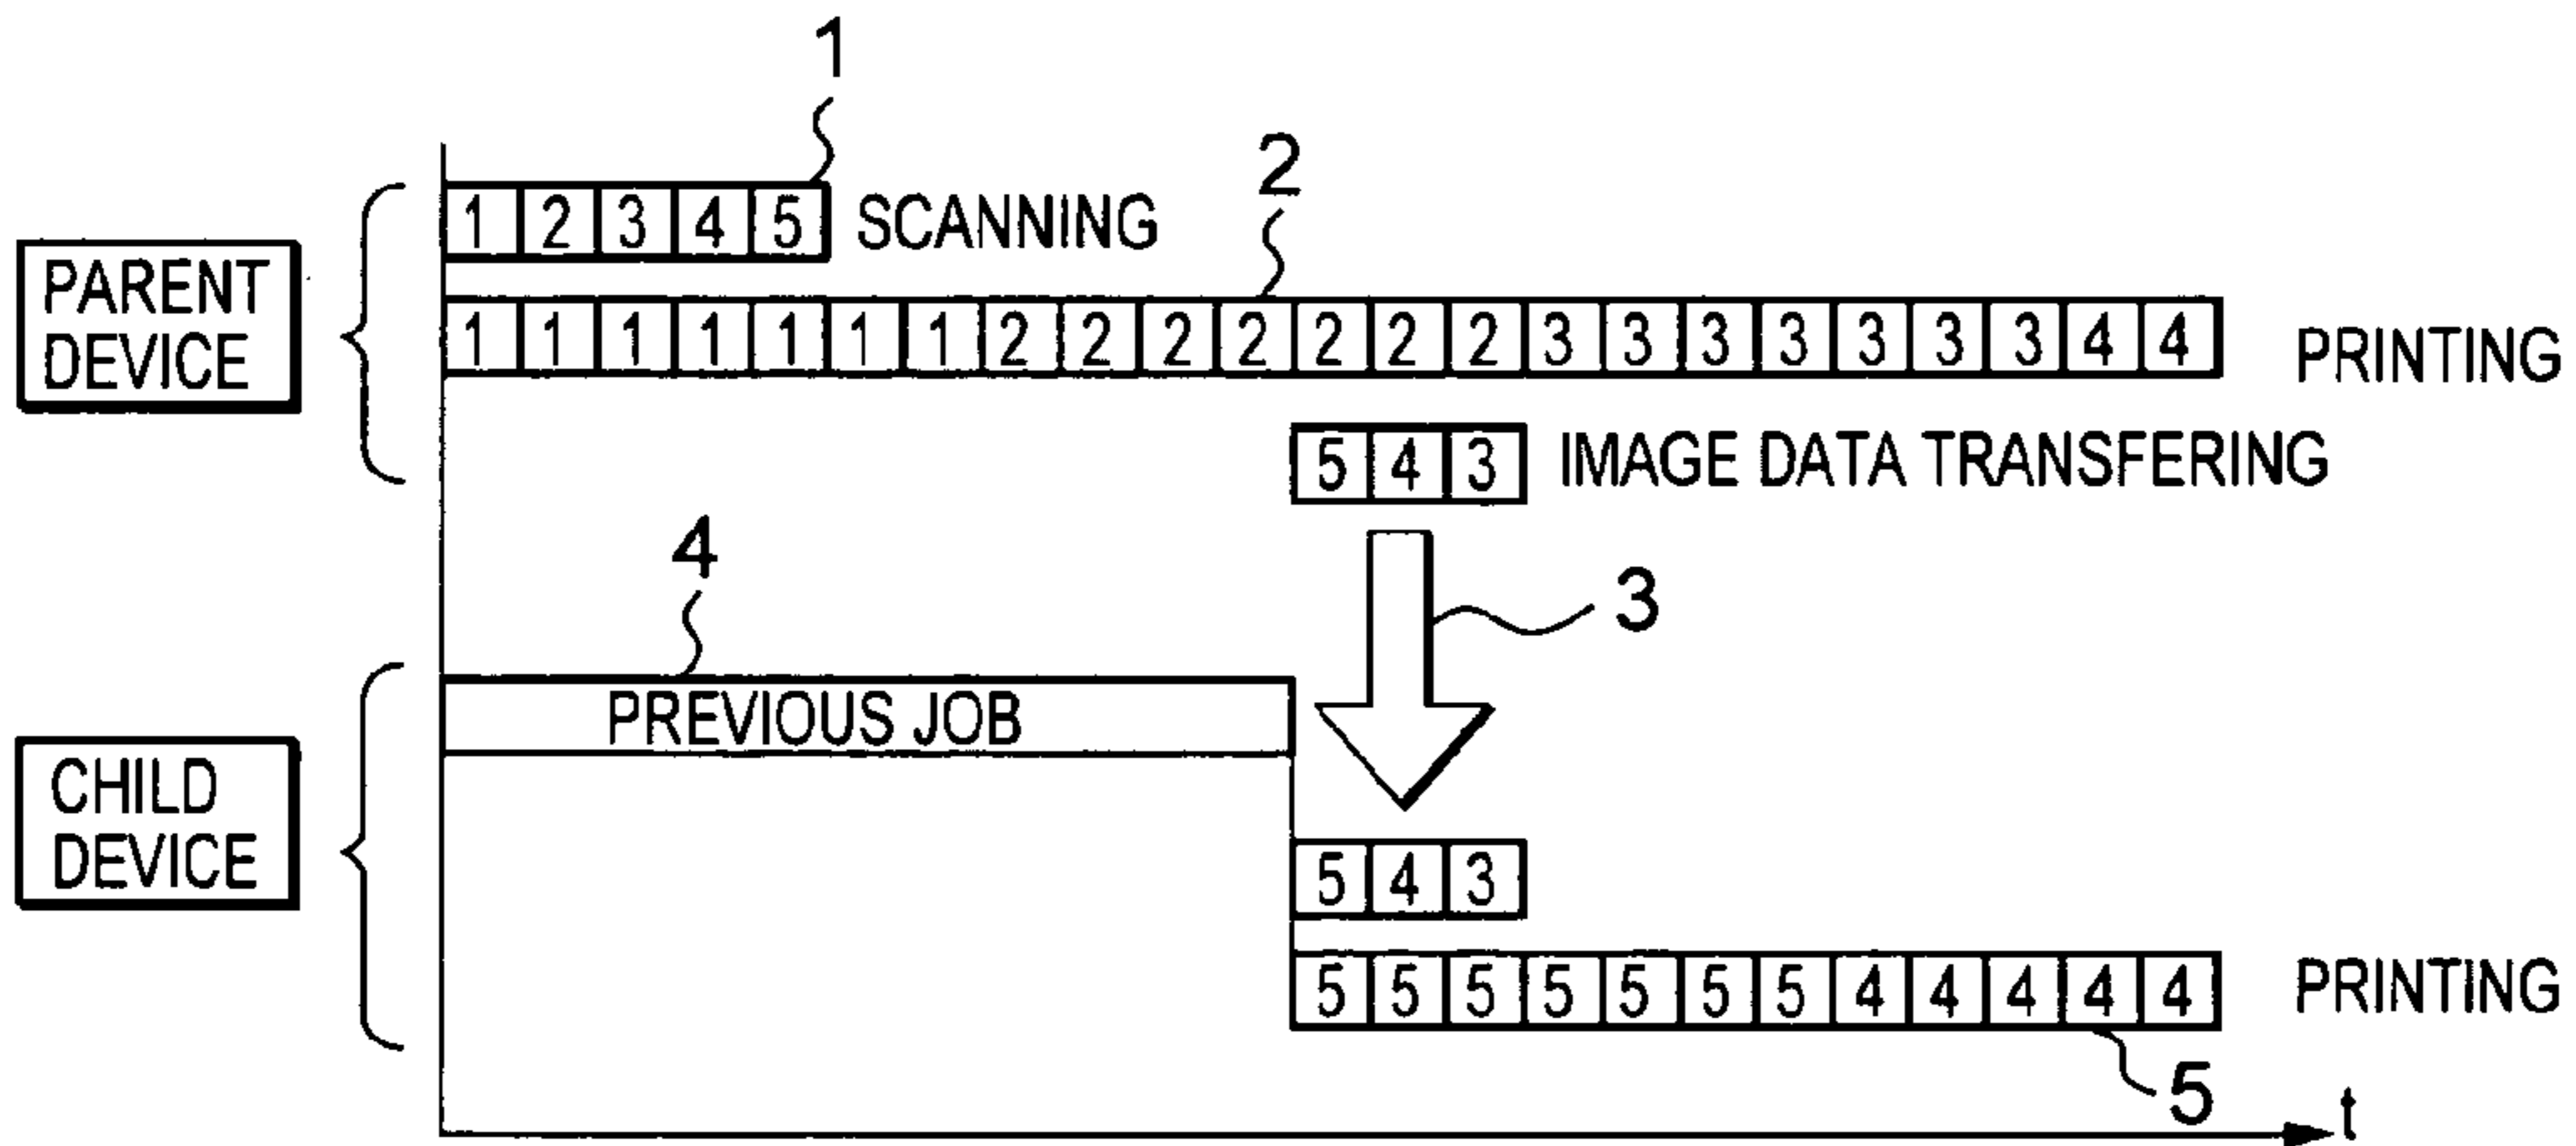 1
1 2 3 4 5 SCANNING
2
PARENT
DEVICE
1 1 1 1 1 1 1 2 2 2 2 2 2 2 3 3 3 3 3 3 3 4 4 PRINTING
5 4 3 IMAGE DATA TRANSFERING
4
3
PREVIOUS JOB
CHILD
DEVICE
5 4 3
5 5 5 5 5 5 5 4 4 4 4 4 PRINTING
5
t